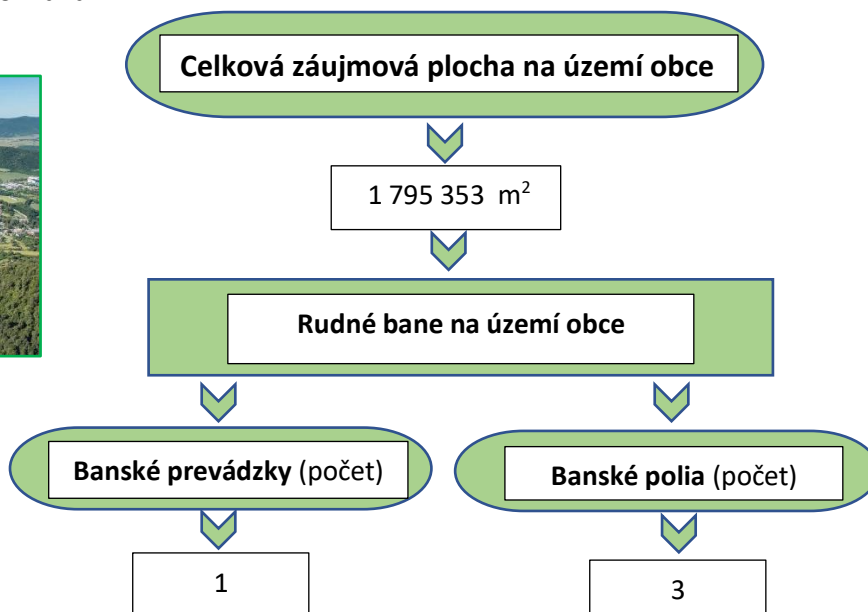 Celková záujmová plocha na území obce
1 795 353 m²
Rudné bane na území obce
Banské prevádzky (počet)
Banské polia (počet)
1
3